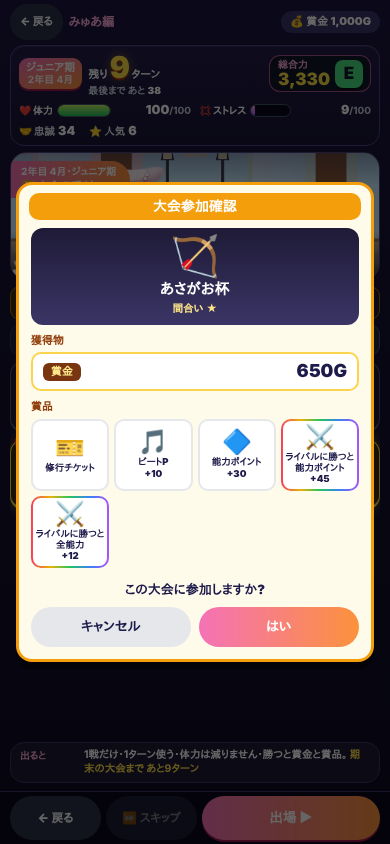 ← 戻る
みゅあ編
💰 賞金 1,000G
ジュニア期
2年目 4月
残り9ターン
最後まで あと 38
総合力
3,330
E
❤️ 体力 100/100
💢 ストレス 9/100
🤝 忠誠 34
⭐ 人気 6
2年目 4月・ジュニア期
大会参加確認
あさがお杯
間合い ★
獲得物
賞金
650G
賞品
修行チケット
ビートP
+10
能力ポイント
+30
ライバルに勝つと
能力ポイント
+45
ライバルに勝つと
全能力
+12
この大会に参加しますか?
キャンセル
はい
出ると
1戦だけ・1ターン使う・体力は減りません・勝つと賞金と賞品。期
末の大会まで あと9ターン
← 戻る
⏩ スキップ
出場 ▶